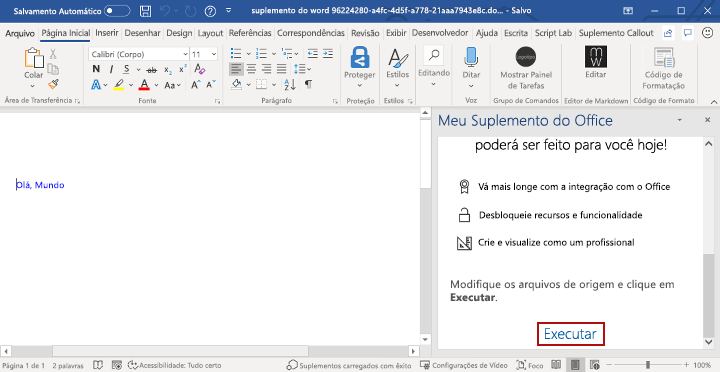 Salvamento Automático
suplemento do word 96224280-a4fc-4d5f-a778-21aaa7943e8c.do... - Salvo
Arquivo Página Inicial Inserir Desenhar Design Layout Referências Correspondências Revisão Exibir Desenvolvedor Ajuda Escrita Script Lab Suplemento Callout
Colar
Área de Transferência
Calibri (Corpo) 11
Fonte
Parágrafo
Proteger
Proteção
Estilos
Estilos
Editando
Ditar
Voz
Mostrar Painel
de Tarefas
Grupo de Comandos
Editar
Editor de Markdown
Código de
Formatação
Código de Formato
Meu Suplemento do Office
poderá ser feito para você hoje!
Vá mais longe com a integração com o Office
Desbloqueie recursos e funcionalidade
Crie e visualize como um profissional
Modifique os arquivos de origem e clique em
Executar.
Executar
Olá, Mundo
Página 1 de 1 2 palavras Acessibilidade: Tudo certo Suplementos carregados com êxito Configurações de Vídeo Foco 100%